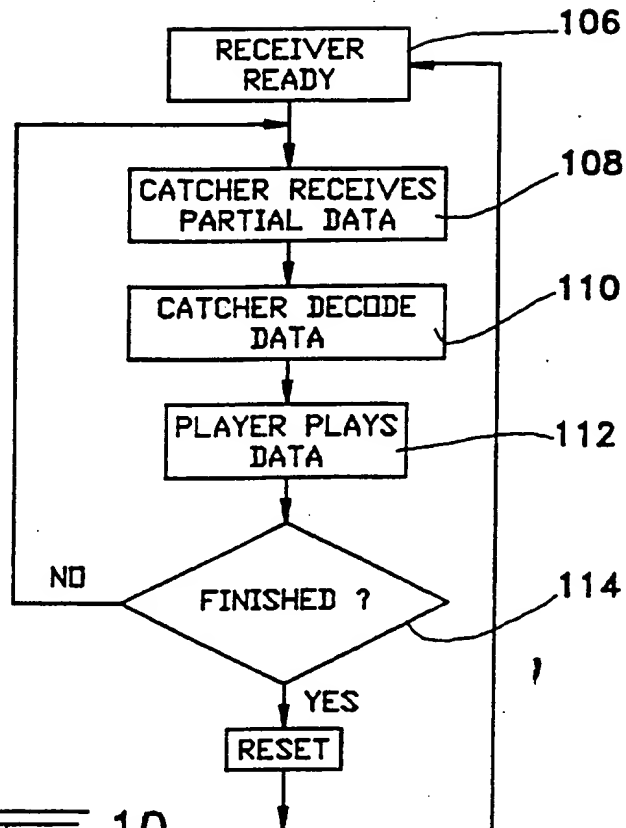 106
RECEIVER
READY
108
CATCHER RECEIVES
PARTIAL DATA
110
CATCHER DECODE
DATA
PLAYER PLAYS
DATA
112
NO
FINISHED ?
114
YES
RESET
10